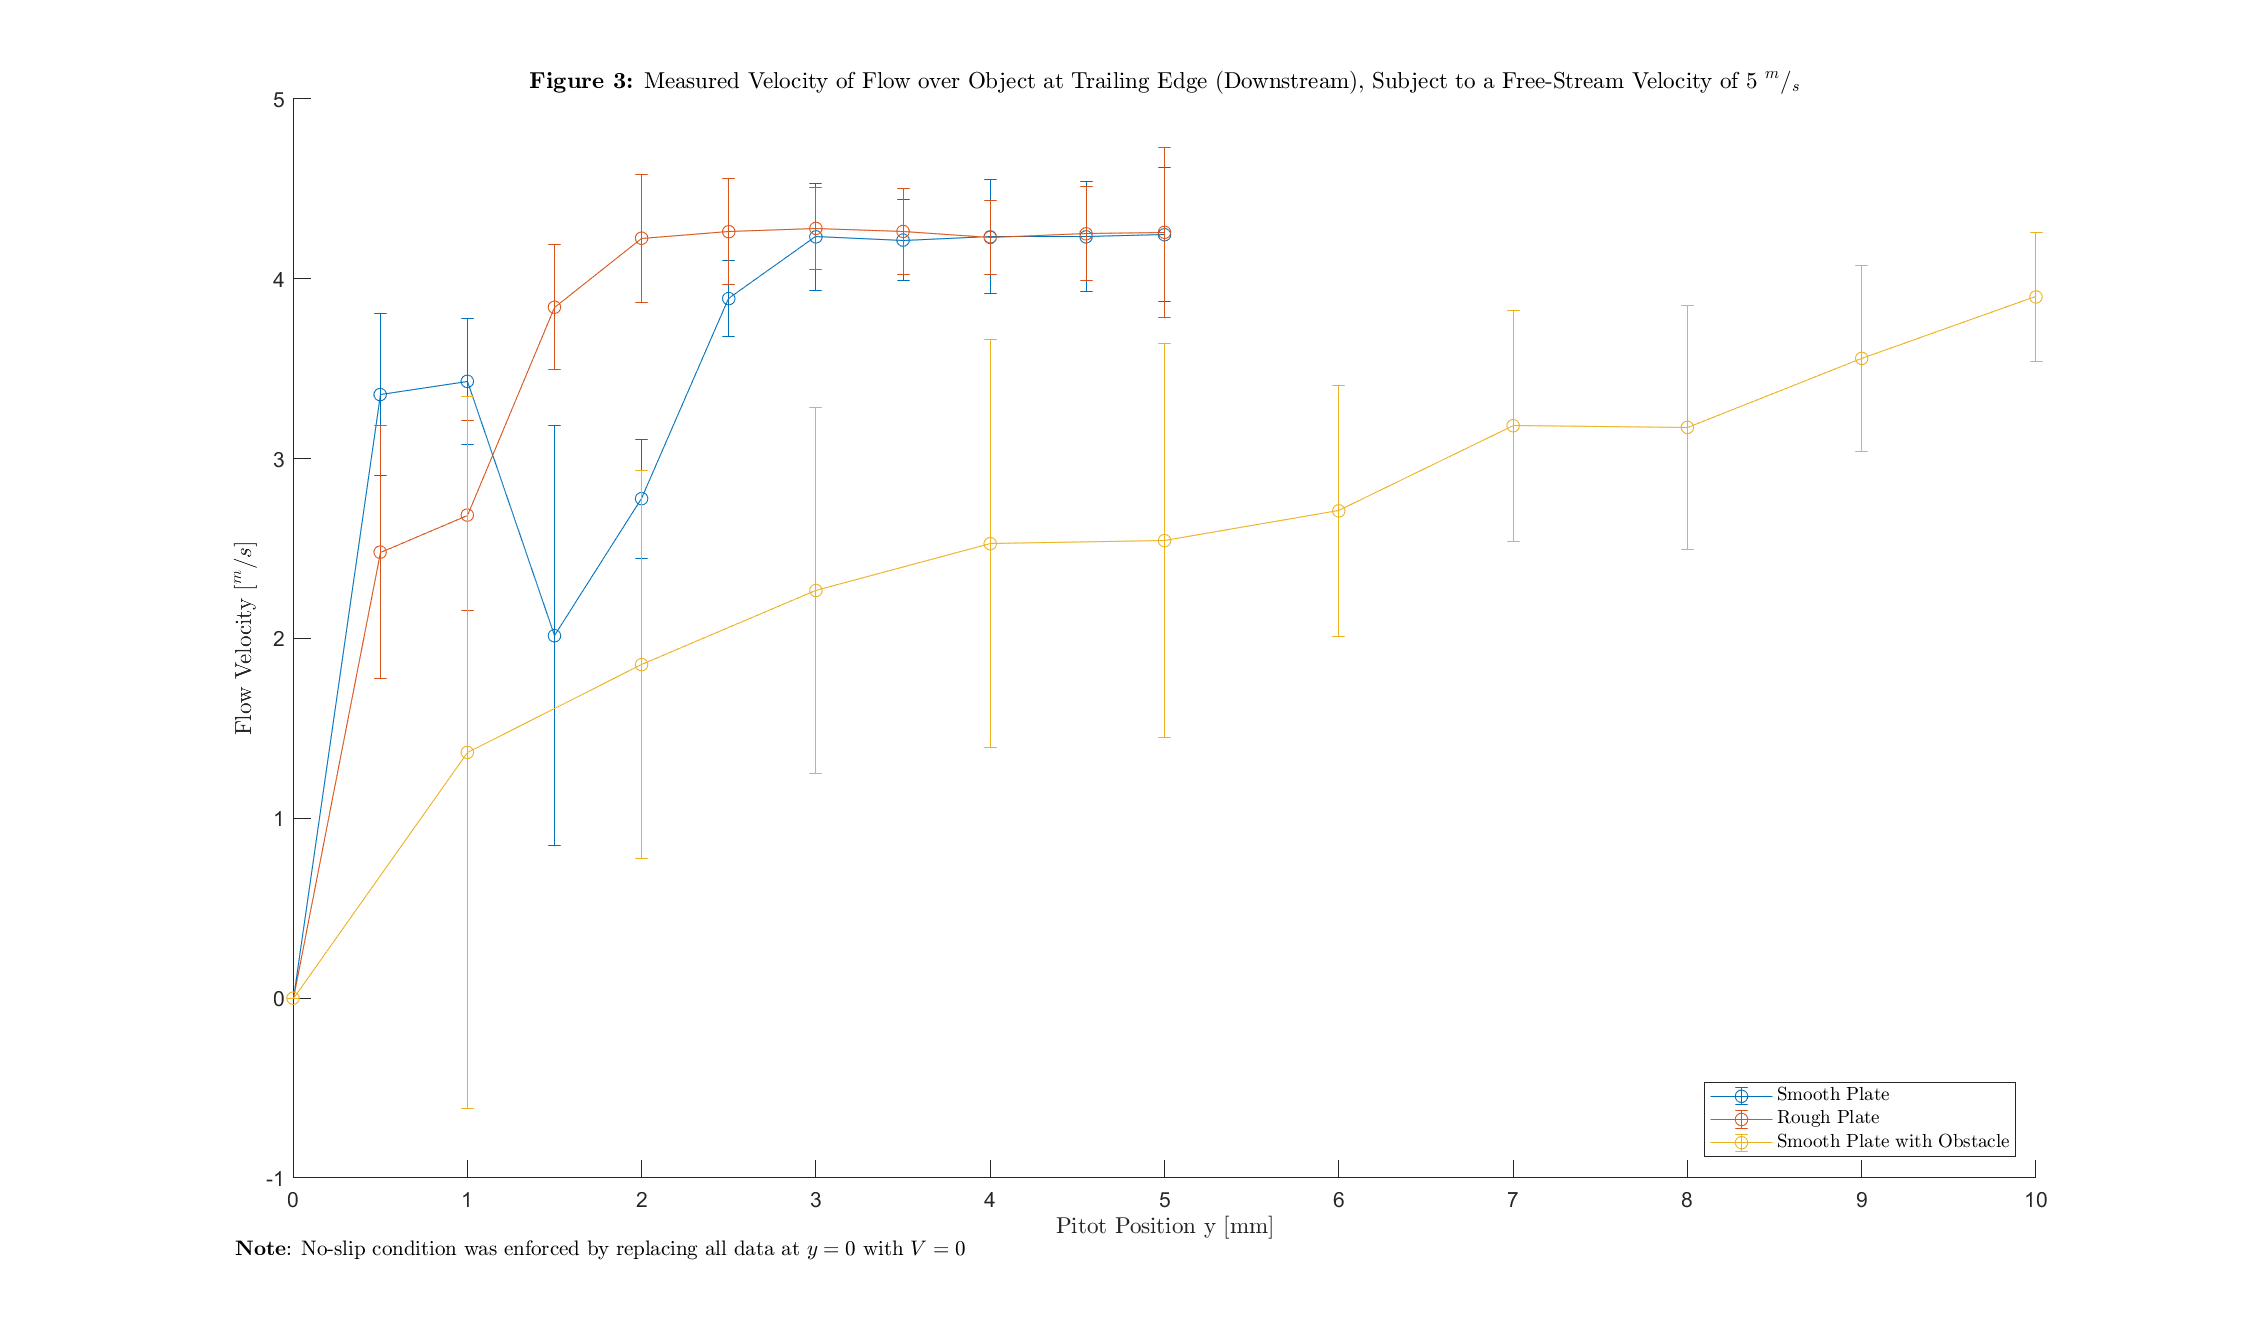 Figure 3: Measured Velocity of Flow over Object at Trailing Edge (Downstream), Subject to a Free-Stream Velocity of 5 m/s
5
4
3
2
1
0
-1
Flow Velocity [m/s]
0 1 2 3 4 5 6 7 8 9 10
Pitot Position y [mm]
Smooth Plate
Rough Plate
Smooth Plate with Obstacle
Note: No-slip condition was enforced by replacing all data at y = 0 with V = 0